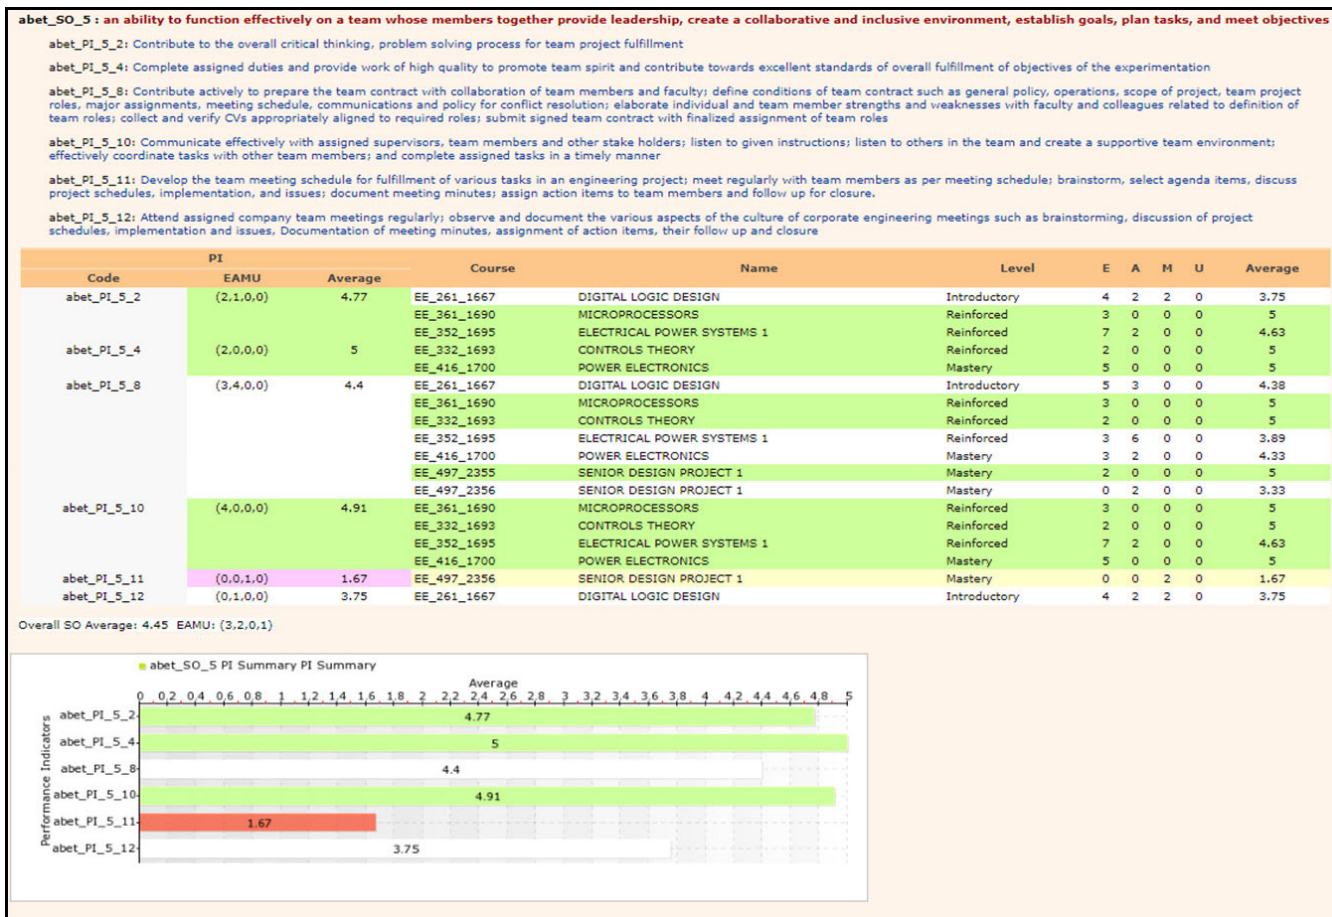 abet_SO_5 : an ability to function effectively on a team whose members together provide leadership, create a collaborative and inclusive environment, establish goals, plan tasks, and meet objectives
abet_PI_5_2: Contribute to the overall critical thinking, problem solving process for team project fulfillment
abet_PI_5_4: Complete assigned duties and provide work of high quality to promote team spirit and contribute towards excellent standards of overall fulfillment of objectives of the experimentation
abet_PI_5_8: Contribute actively to prepare the team contract with collaboration of team members and faculty; define conditions of team contract such as general policy, operations, scope of project, team project
roles, major assignments, meeting schedule, communications and policy for conflict resolution; elaborate individual and team member strengths and weaknesses with faculty and colleagues related to definition of
team roles; collect and verify CVs appropriately aligned to required roles; submit signed team contract with finalized assignment of team roles
abet_PI_5_10: Communicate effectively with assigned supervisors, team members and other stake holders; listen to given instructions; listen to others in the team and create a supportive team environment;
effectively coordinate tasks with other team members; and complete assigned tasks in a timely manner
abet_PI_5_11: Develop the team meeting schedule for fulfillment of various tasks in an engineering project; meet regularly with team members as per meeting schedule; brainstorm, select agenda items, discuss
project schedules, implementation, and issues; document meeting minutes; assign action items to team members and follow up for closure.
abet_PI_5_12: Attend assigned company team meetings regularly; observe and document the various aspects of the culture of corporate engineering meetings such as brainstorming, discussion of project
schedules, implementation and issues, Documentation of meeting minutes, assignment of action items, their follow up and closure
PI
Code EAMU Average Course Name Level E A M U Average
abet_PI_5_2 (2,1,0,0) 4.77 EE_261_1667 DIGITAL LOGIC DESIGN Introductory 4 2 2 0 3.75
EE_361_1690 MICROPROCESSORS Reinforced 3 0 0 0 5
EE_352_1695 ELECTRICAL POWER SYSTEMS 1 Reinforced 7 2 0 0 4.63
abet_PI_5_4 (2,0,0,0) 5 EE_332_1693 CONTROLS THEORY Reinforced 2 0 0 0 5
EE_416_1700 POWER ELECTRONICS Mastery 5 0 0 0 5
abet_PI_5_8 (3,4,0,0) 4.4 EE_261_1667 DIGITAL LOGIC DESIGN Introductory 5 3 0 0 4.38
EE_361_1690 MICROPROCESSORS Reinforced 3 0 0 0 5
EE_332_1693 CONTROLS THEORY Reinforced 2 0 0 0 5
EE_352_1695 ELECTRICAL POWER SYSTEMS 1 Reinforced 3 6 0 0 3.89
EE_416_1700 POWER ELECTRONICS Mastery 3 2 0 0 4.33
EE_497_2355 SENIOR DESIGN PROJECT 1 Mastery 2 0 0 0 5
EE_497_2356 SENIOR DESIGN PROJECT 1 Mastery 0 2 0 0 3.33
abet_PI_5_10 (4,0,0,0) 4.91 EE_361_1690 MICROPROCESSORS Reinforced 3 0 0 0 5
EE_332_1693 CONTROLS THEORY Reinforced 2 0 0 0 5
EE_352_1695 ELECTRICAL POWER SYSTEMS 1 Reinforced 7 2 0 0 4.63
EE_416_1700 POWER ELECTRONICS Mastery 5 0 0 0 5
abet_PI_5_11 (0,0,1,0) 1.67 EE_497_2356 SENIOR DESIGN PROJECT 1 Mastery 0 0 2 0 1.67
abet_PI_5_12 (0,1,0,0) 3.75 EE_261_1667 DIGITAL LOGIC DESIGN Introductory 4 2 2 0 3.75
Overall SO Average: 4.45 EAMU: (3,2,0,1)
abet_SO_5 PI Summary PI Summary
Average
0 0,2 0,4 0,6 0,8 1 1,2 1,4 1,6 1,8 2 2,2 2,4 2,6 2,8 3 3,2 3,4 3,6 3,8 4 4,2 4,4 4,6 4,8 5
Performance Indicators
abet_PI_5_2 4.77
abet_PI_5_4 5
abet_PI_5_8 4.4
abet_PI_5_10 4.91
abet_PI_5_11 1.67
abet_PI_5_12 3.75